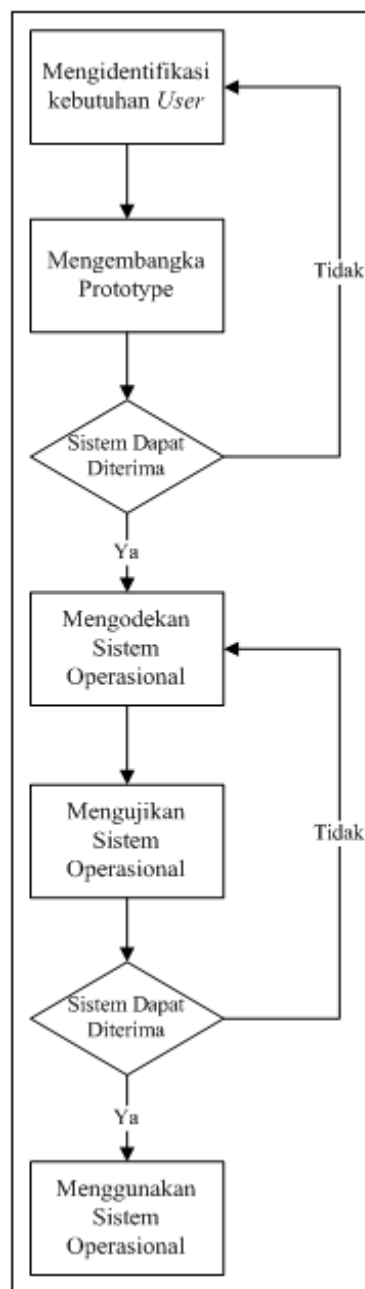 Mengidentifikasi
kebutuhan User
Mengembangka
Prototype
Tidak
Sistem Dapat
Diterima
Ya
Mengodekan
Sistem
Operasional
Mengujikan
Sistem
Operasional
Tidak
Sistem Dapat
Diterima
Ya
Menggunakan
Sistem
Operasional